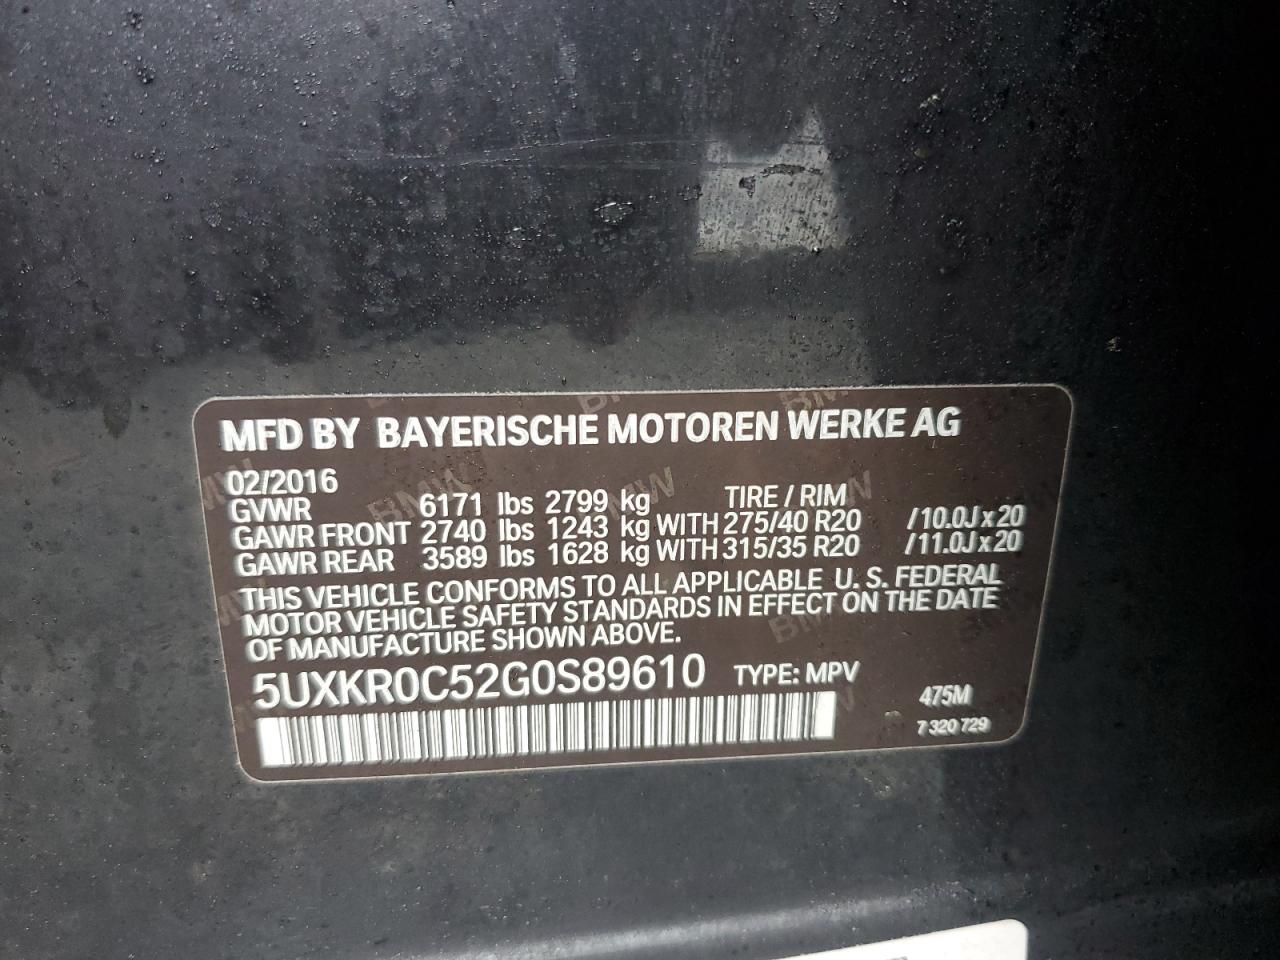 MFD BY BAYERISCHE MOTOREN WERKE AG
02/2016
GVWR 6171 lbs 2799 kg TIRE / RIM
GAWR FRONT 2740 lbs 1243 kg WITH 275/40 R20 /10.0J x 20
GAWR REAR 3589 lbs 1628 kg WITH 315/35 R20 /11.0J x 20
THIS VEHICLE CONFORMS TO ALL APPLICABLE U. S. FEDERAL
MOTOR VEHICLE SAFETY STANDARDS IN EFFECT ON THE DATE
OF MANUFACTURE SHOWN ABOVE.
5UXKR0C52G0S89610 TYPE: MPV
475M
7 320 729